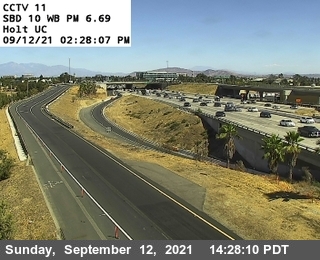 CCTV 11
SBD 10 WB PM 6.69
Holt UC
09/12/21 02:28:07 PM
Sunday, September 12, 2021 14:28:10 PDT